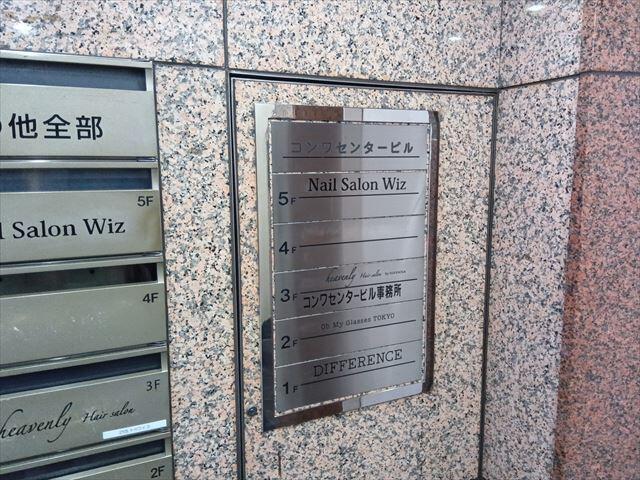 他全部
5F
Salon Wiz
4F
3F
heavenly Hair salon
2F
コンワセンタービル
Nail Salon Wiz
5F
4F
heavenly Hair salon
3F
コンワセンタービル事務所
Oh My Glasses TOKYO
2F
DIFFERENCE
1F